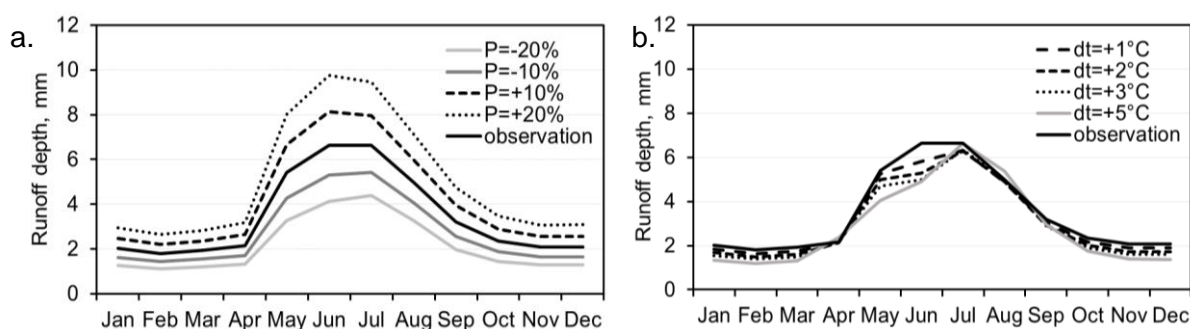 a.
Runoff depth, mm
12
10
8
6
4
2
0
P=-20%
P=-10%
P=+10%
P=+20%
observation
Jan Feb Mar Apr May Jun Jul Aug Sep Oct Nov Dec
b.
Runoff depth, mm
12
10
8
6
4
2
0
dt=+1°C
dt=+2°C
dt=+3°C
dt=+5°C
observation
Jan Feb Mar Apr May Jun Jul Aug Sep Oct Nov Dec